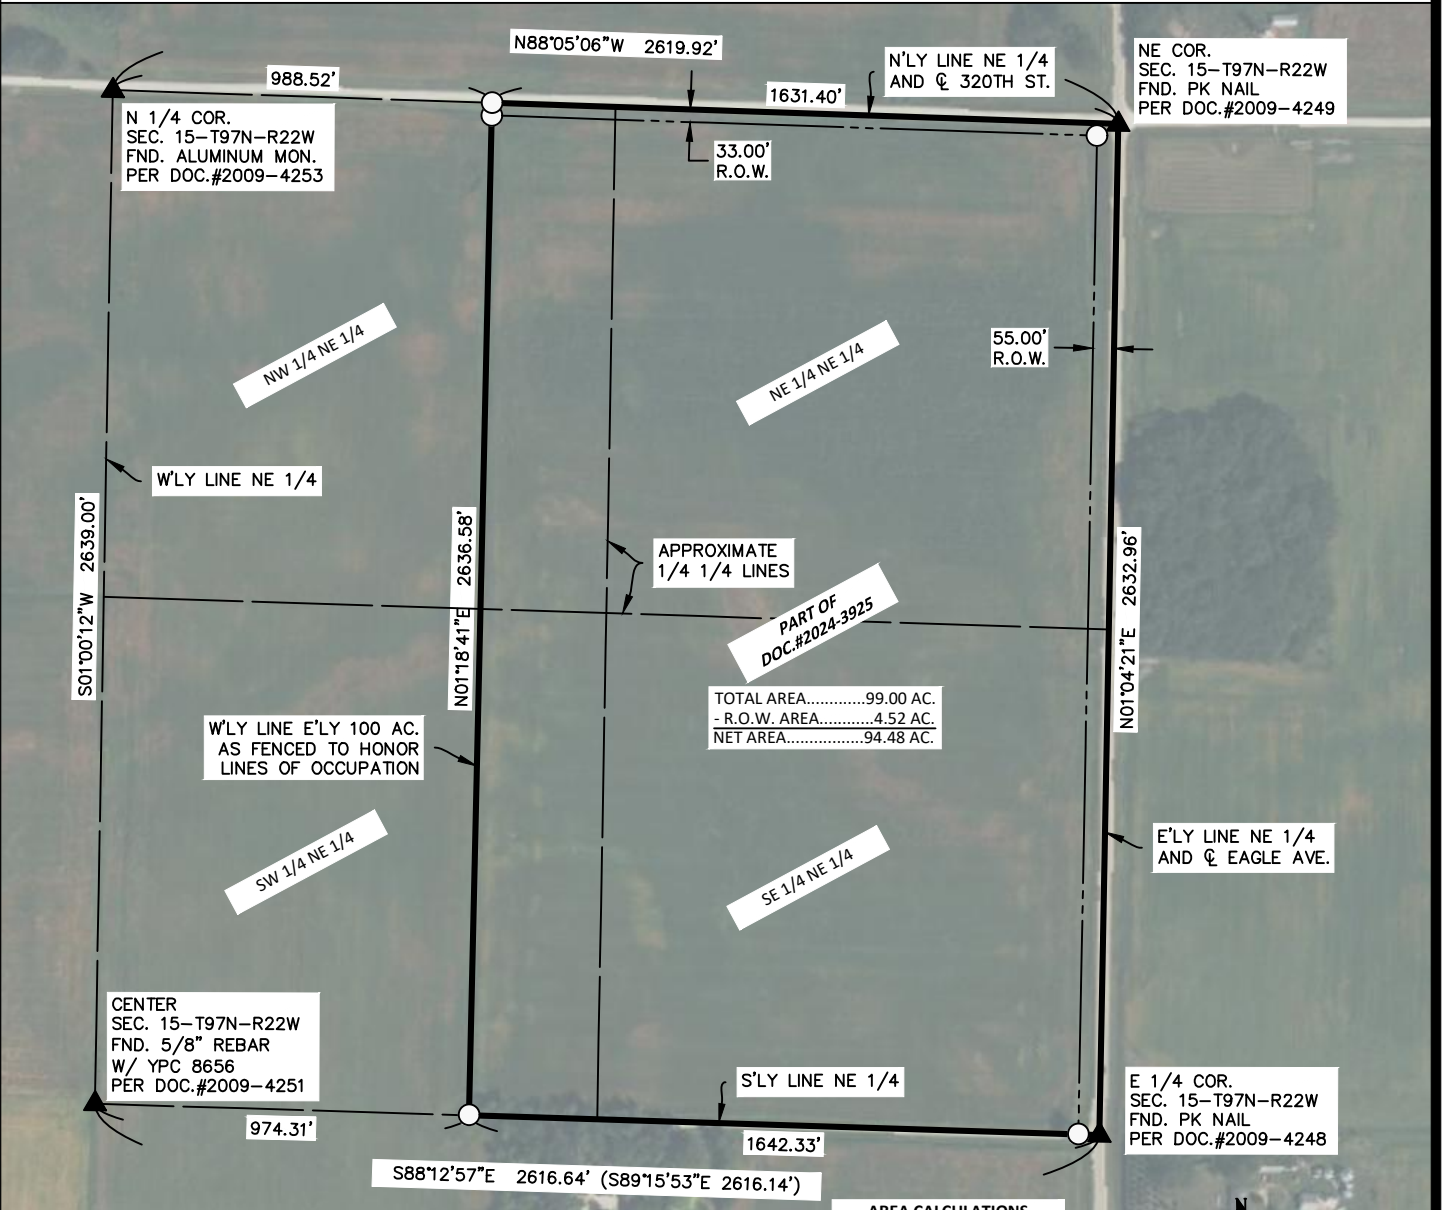 N88°05'06"W 2619.92'
988.52'
N'LY LINE NE 1/4
AND ℄ 320TH ST.
1631.40'
NE COR.
SEC. 15-T97N-R22W
FND. PK NAIL
PER DOC.#2009-4249
N 1/4 COR.
SEC. 15-T97N-R22W
FND. ALUMINUM MON.
PER DOC.#2009-4253
33.00'
R.O.W.
55.00'
R.O.W.
NW 1/4 NE 1/4
NE 1/4 NE 1/4
W'LY LINE NE 1/4
S01°00'12"W 2639.00'
N01°18'41"E 2636.58'
APPROXIMATE
1/4 1/4 LINES
N01°04'21"E 2632.96'
PART OF
DOC.#2024-3925
TOTAL AREA.............99.00 AC.
- R.O.W. AREA............4.52 AC.
NET AREA.................94.48 AC.
W'LY LINE E'LY 100 AC.
AS FENCED TO HONOR
LINES OF OCCUPATION
E'LY LINE NE 1/4
AND ℄ EAGLE AVE.
SW 1/4 NE 1/4
SE 1/4 NE 1/4
CENTER
SEC. 15-T97N-R22W
FND. 5/8" REBAR
W/ YPC 8656
PER DOC.#2009-4251
S'LY LINE NE 1/4
E 1/4 COR.
SEC. 15-T97N-R22W
FND. PK NAIL
PER DOC.#2009-4248
974.31'
1642.33'
S88°12'57"E 2616.64' (S89°15'53"E 2616.14')
AREA CALCULATIONS
N